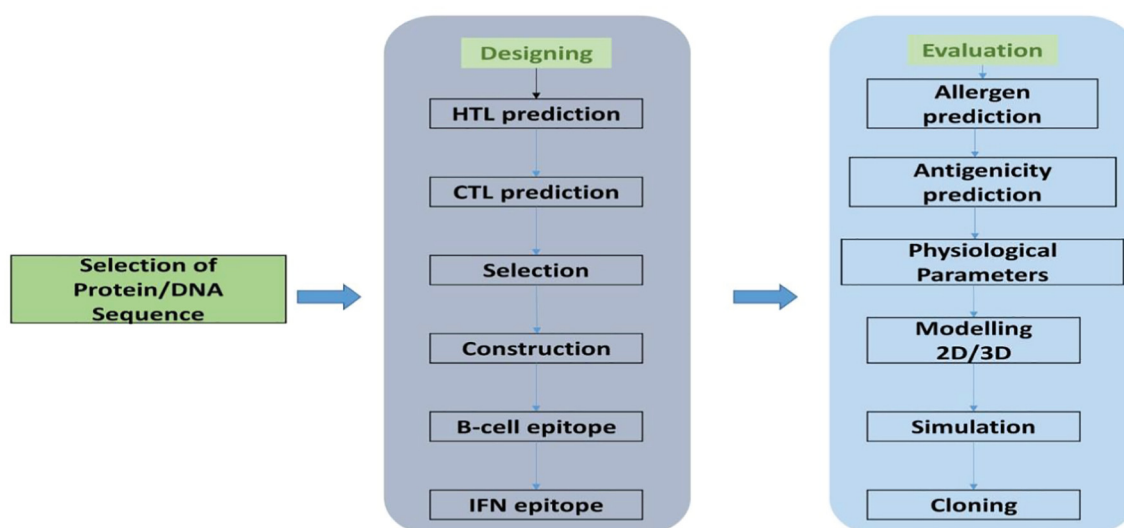 Selection of
Protein/DNA
Sequence
Designing
HTL prediction
CTL prediction
Selection
Construction
B-cell epitope
IFN epitope
Evaluation
Allergen
prediction
Antigenicity
prediction
Physiological
Parameters
Modelling
2D/3D
Simulation
Cloning